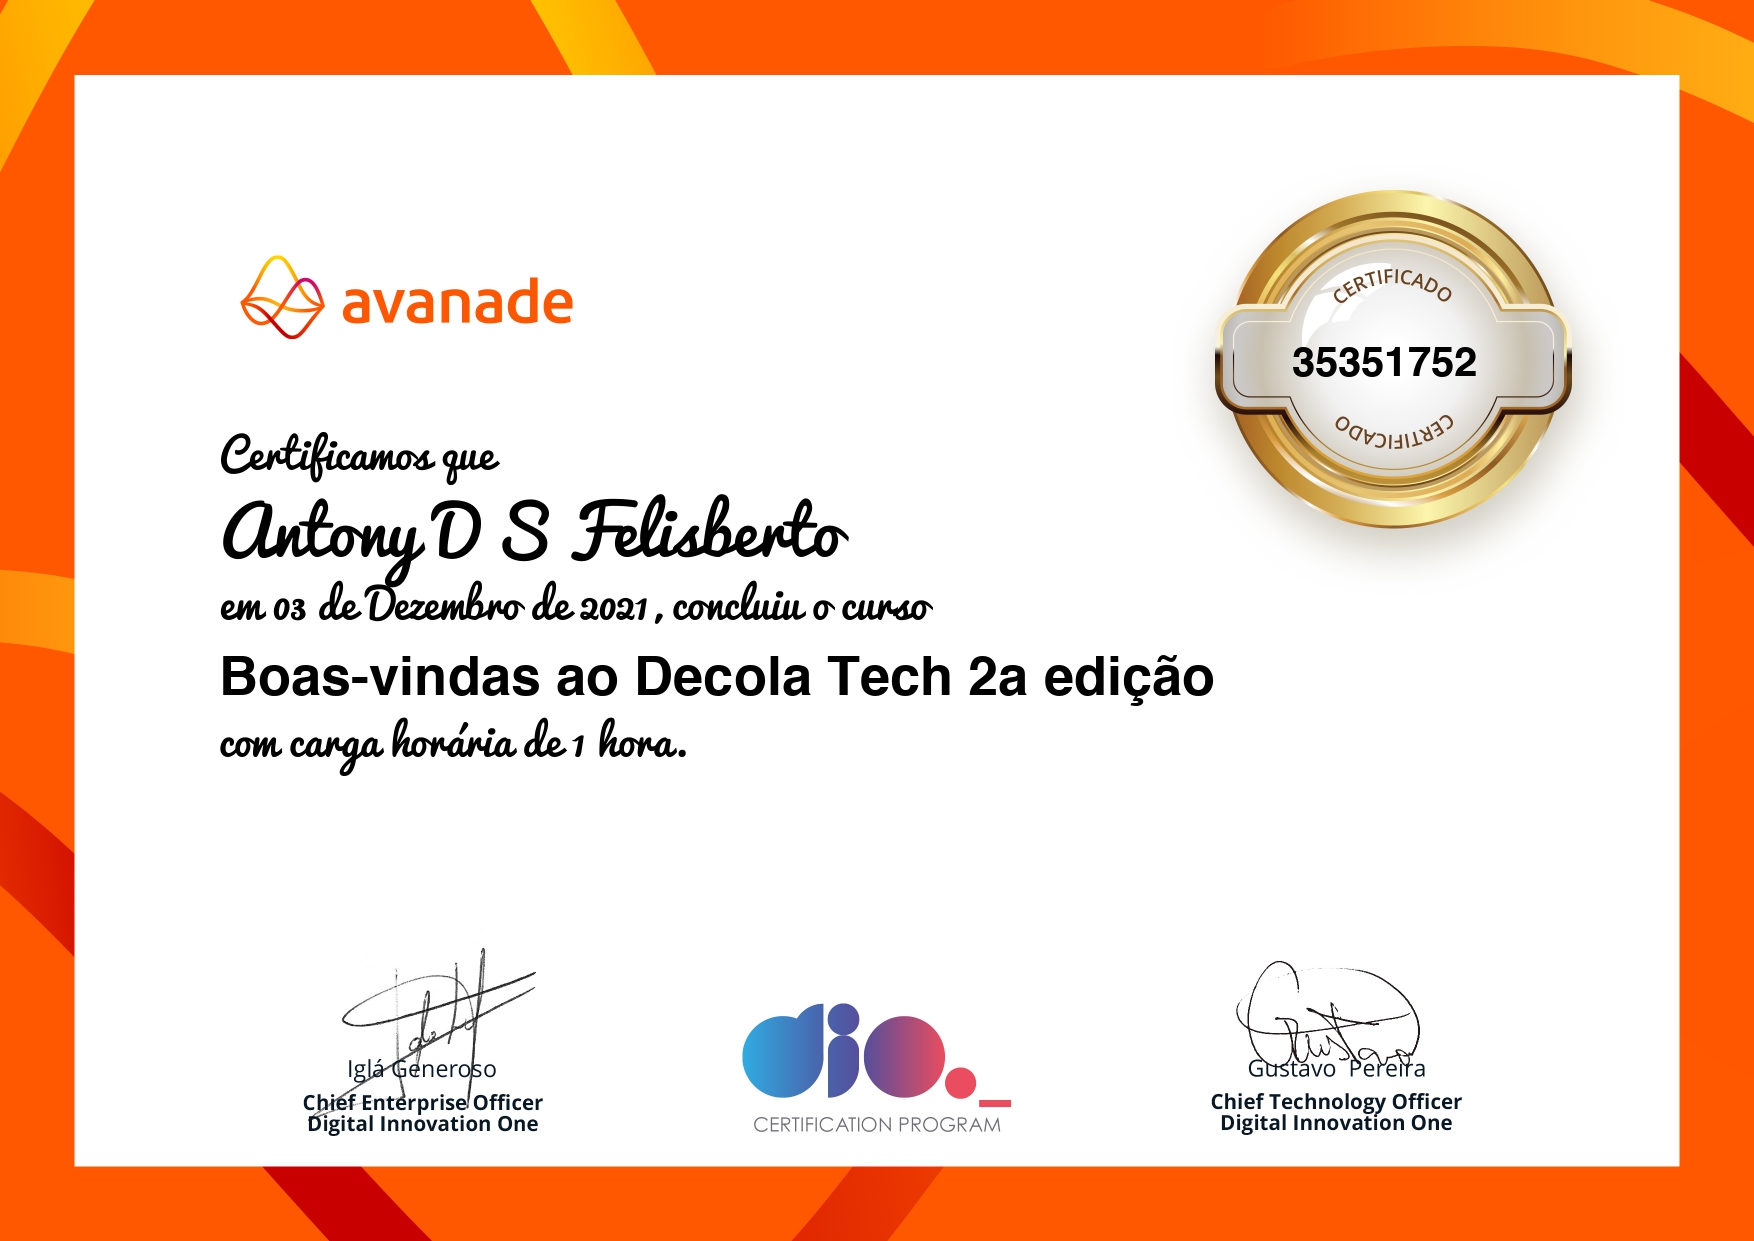 avanade
CERTIFICADO
35351752
CERTIFICADO
Certificamos que
Antony D S Felisberto
em 03 de Dezembro de 2021, concluiu o curso
Boas-vindas ao Decola Tech 2a edição
com carga horária de 1 hora.
Iglá Generoso
Chief Enterprise Officer
Digital Innovation One
dio._
CERTIFICATION PROGRAM
Gustavo
Gustavo Pereira
Chief Technology Officer
Digital Innovation One